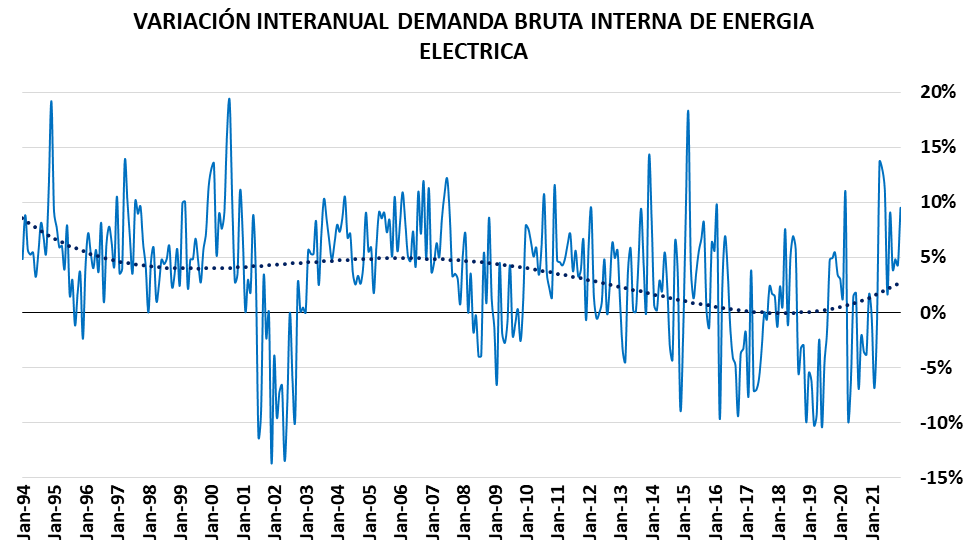 VARIACIÓN INTERANUAL DEMANDA BRUTA INTERNA DE ENERGIA
ELECTRICA
20%
15%
10%
5%
0%
-5%
-10%
-15%
Jan-94
Jan-95
Jan-96
Jan-97
Jan-98
Jan-99
Jan-00
Jan-01
Jan-02
Jan-03
Jan-04
Jan-05
Jan-06
Jan-07
Jan-08
Jan-09
Jan-10
Jan-11
Jan-12
Jan-13
Jan-14
Jan-15
Jan-16
Jan-17
Jan-18
Jan-19
Jan-20
Jan-21